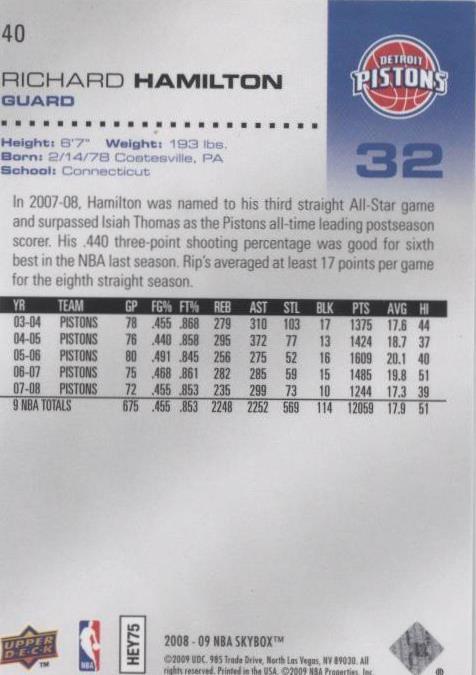 40
DETROIT
PISTONS
RICHARD HAMILTON
GUARD
32
Height: 6'7" Weight: 193 lbs.
Born: 2/14/78 Coatesville, PA
School: Connecticut
In 2007-08, Hamilton was named to his third straight All-Star game
and surpassed Isiah Thomas as the Pistons all-time leading postseason
scorer. His .440 three-point shooting percentage was good for sixth
best in the NBA last season. Rip's averaged at least 17 points per game
for the eighth straight season.
YR TEAM GP FG% FT% REB AST STL BLK PTS AVG HI
03-04 PISTONS 78 .455 .868 279 310 103 17 1375 17.6 44
04-05 PISTONS 76 .440 .858 295 372 77 13 1424 18.7 37
05-06 PISTONS 80 .491 .845 256 275 52 16 1609 20.1 40
06-07 PISTONS 75 .468 .861 282 285 59 15 1485 19.8 51
07-08 PISTONS 72 .455 .853 235 299 73 10 1244 17.3 39
9 NBA TOTALS 675 .455 .853 2248 2252 569 114 12059 17.9 51
UPPER
DECK
TM
NBA
HEY75
2008 - 09 NBA SKYBOX™
©2009 UDC. 985 Trade Drive, North Las Vegas, NV 89030. All
rights reserved. Printed in the USA. ©2009 NBA Properties, Inc.
®